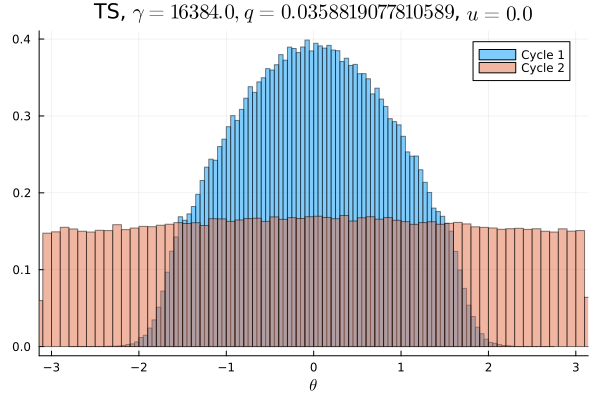 TS, γ = 16384.0, q = 0.0358819077810589, u = 0.0
Cycle 1
Cycle 2
0.4
0.3
0.2
0.1
0.0
−3 −2 −1 0 1 2 3
θ